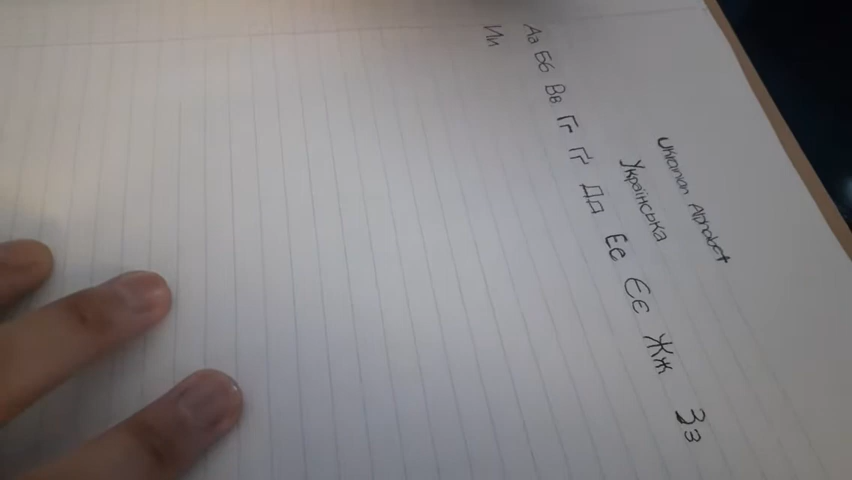 Ukrainian Alphabet
Українська
Аа Бб Вв Гг Ґґ Дд Ее Єє Жж Зз
Ии